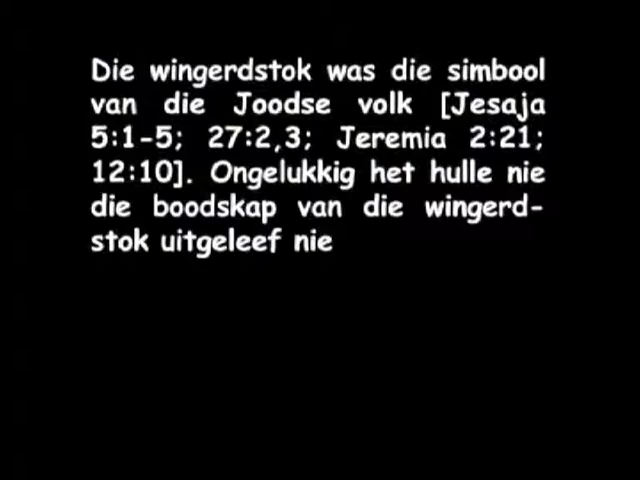 Die wingerdstok was die simbool
van die Joodse volk [Jesaja
5:1-5; 27:2,3; Jeremia 2:21;
12:10]. Ongelukkig het hulle nie
die boodskap van die wingerd-
stok uitgeleef nie